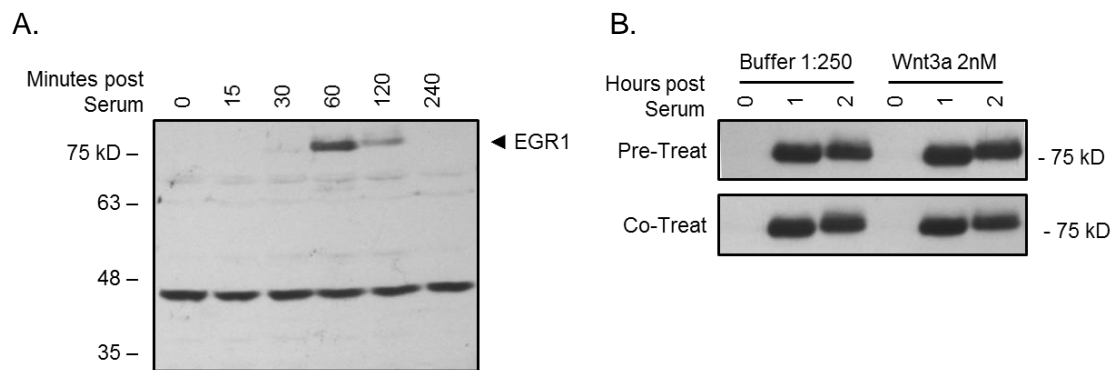 A.
Minutes post
Serum
0 15 30 60 120 240
75 kD –
63 –
48 –
35 –
◄ EGR1
B.
Buffer 1:250 Wnt3a 2nM
Hours post
Serum
0 1 2 0 1 2
Pre-Treat - 75 kD
Co-Treat - 75 kD